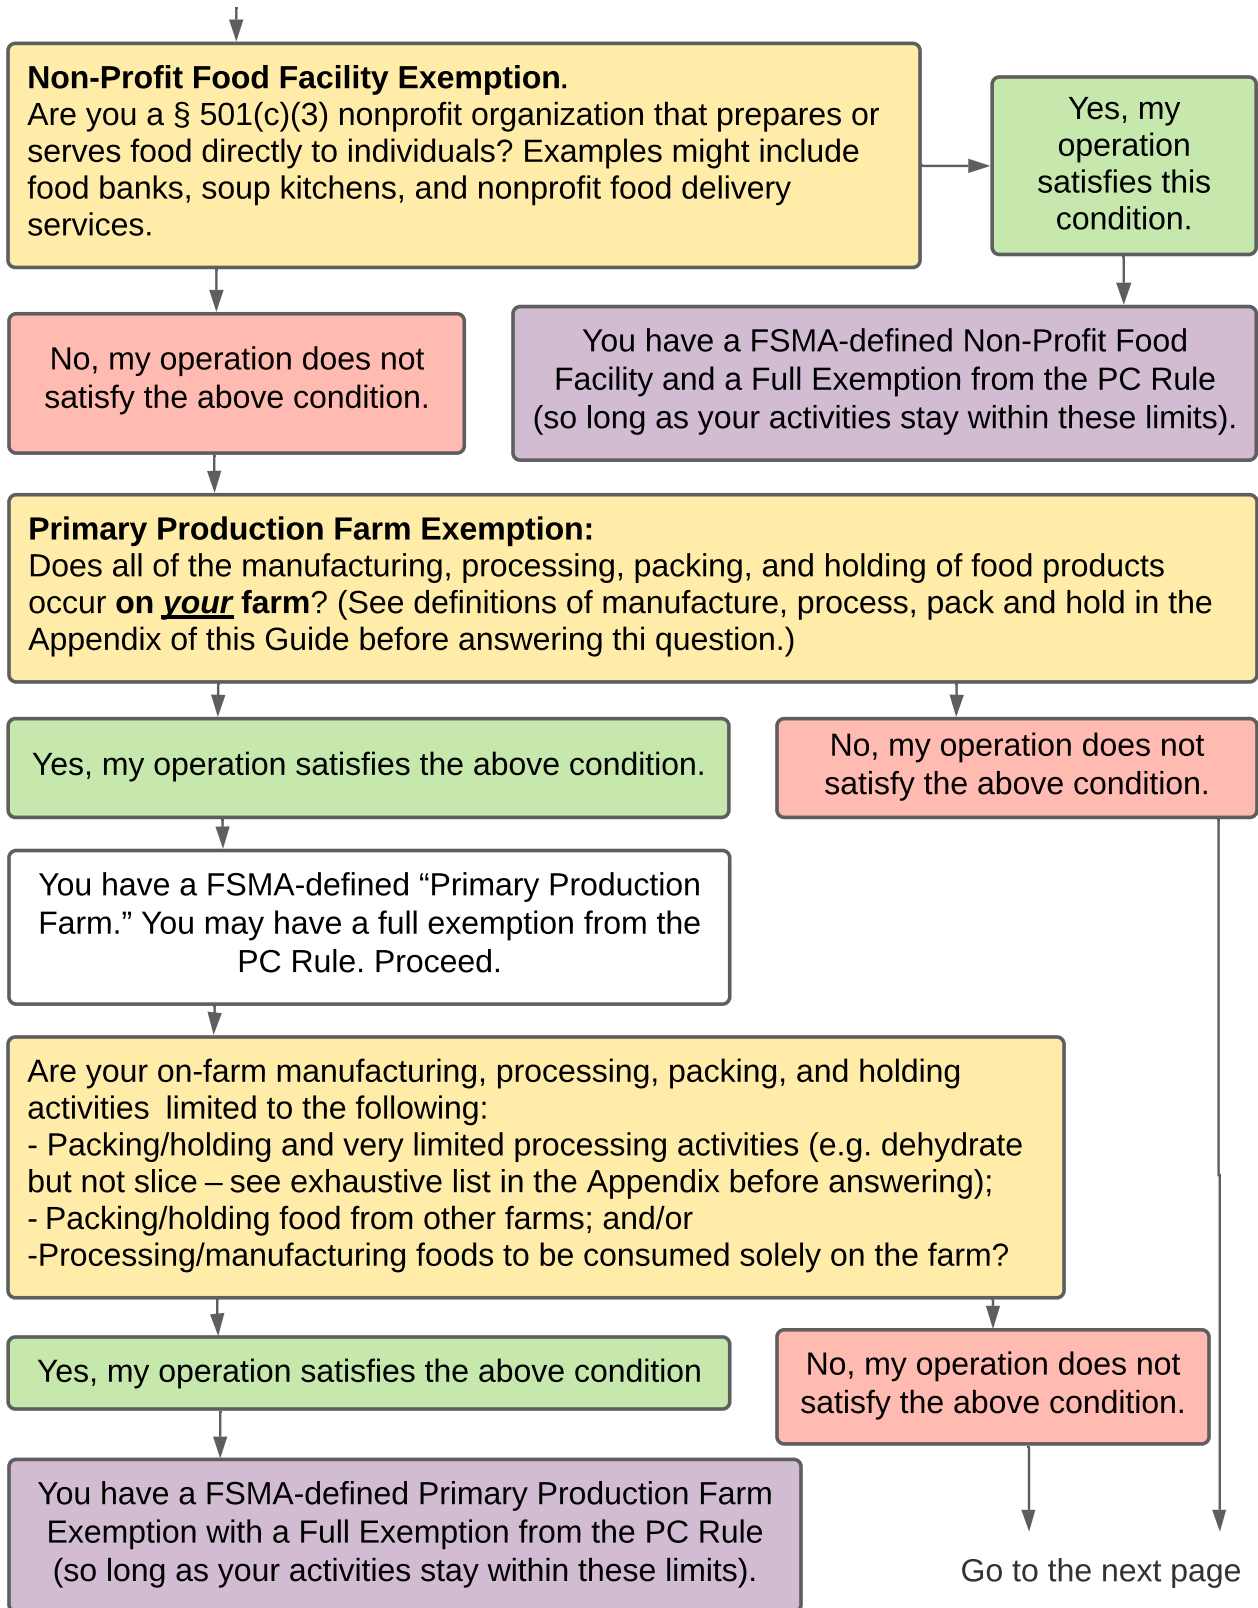 Non-Profit Food Facility Exemption.
Are you a § 501(c)(3) nonprofit organization that prepares or
serves food directly to individuals? Examples might include
food banks, soup kitchens, and nonprofit food delivery
services.
Yes, my
operation
satisfies this
condition.
No, my operation does not
satisfy the above condition.
You have a FSMA-defined Non-Profit Food
Facility and a Full Exemption from the PC Rule
(so long as your activities stay within these limits).
Primary Production Farm Exemption:
Does all of the manufacturing, processing, packing, and holding of food products
occur on your farm? (See definitions of manufacture, process, pack and hold in the
Appendix of this Guide before answering thi question.)
Yes, my operation satisfies the above condition.
No, my operation does not
satisfy the above condition.
You have a FSMA-defined “Primary Production
Farm.” You may have a full exemption from the
PC Rule. Proceed.
Are your on-farm manufacturing, processing, packing, and holding
activities  limited to the following:
- Packing/holding and very limited processing activities (e.g. dehydrate
but not slice – see exhaustive list in the Appendix before answering);
- Packing/holding food from other farms; and/or
-Processing/manufacturing foods to be consumed solely on the farm?
Yes, my operation satisfies the above condition
No, my operation does not
satisfy the above condition.
You have a FSMA-defined Primary Production Farm
Exemption with a Full Exemption from the PC Rule
(so long as your activities stay within these limits).
Go to the next page